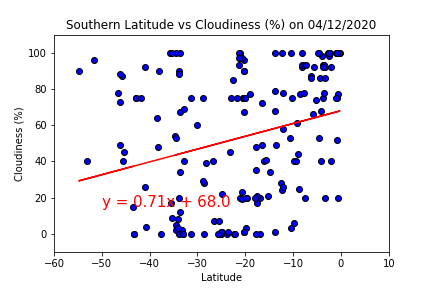 Southern Latitude vs Cloudiness (%) on 04/12/2020
Cloudiness (%)
100
80
60
40
20
0
y = 0.71x + 68.0
−60 −50 −40 −30 −20 −10 0 10
Latitude